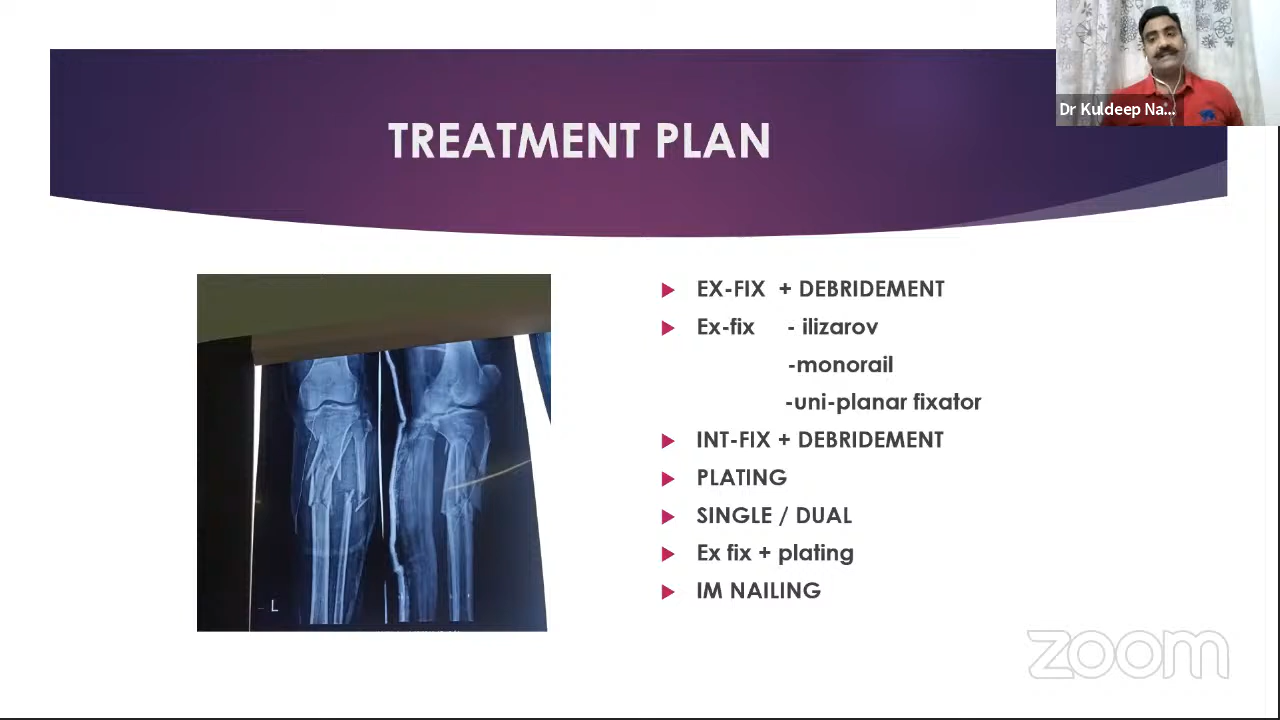 Dr Kuldeep Na...
TREATMENT PLAN
EX-FIX + DEBRIDEMENT
Ex-fix - ilizarov
-monorail
-uni-planar fixator
INT-FIX + DEBRIDEMENT
PLATING
SINGLE / DUAL
Ex fix + plating
IM NAILING
L
zoom